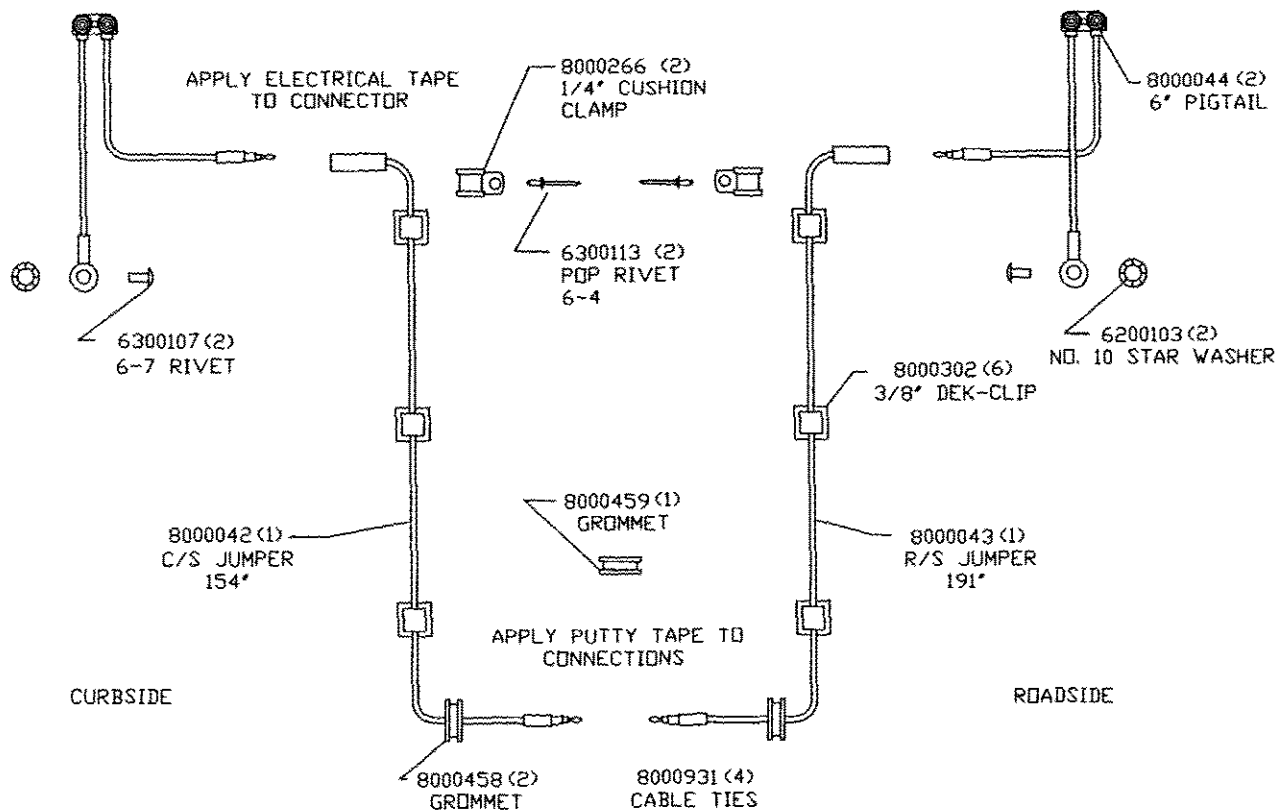 APPLY ELECTRICAL TAPE
TO CONNECTOR
8000266 (2)
1/4" CUSHION
CLAMP
8000044 (2)
6" PIGTAIL
6300113 (2)
POP RIVET
6-4
6300107 (2)
6-7 RIVET
6200103 (2)
NO. 10 STAR WASHER
8000302 (6)
3/8" DEK-CLIP
8000459 (1)
GROMMET
8000042 (1)
C/S JUMPER
154"
8000043 (1)
R/S JUMPER
191"
APPLY PUTTY TAPE TO
CONNECTIONS
CURBSIDE
ROADSIDE
8000458 (2)
GROMMET
8000931 (4)
CABLE TIES